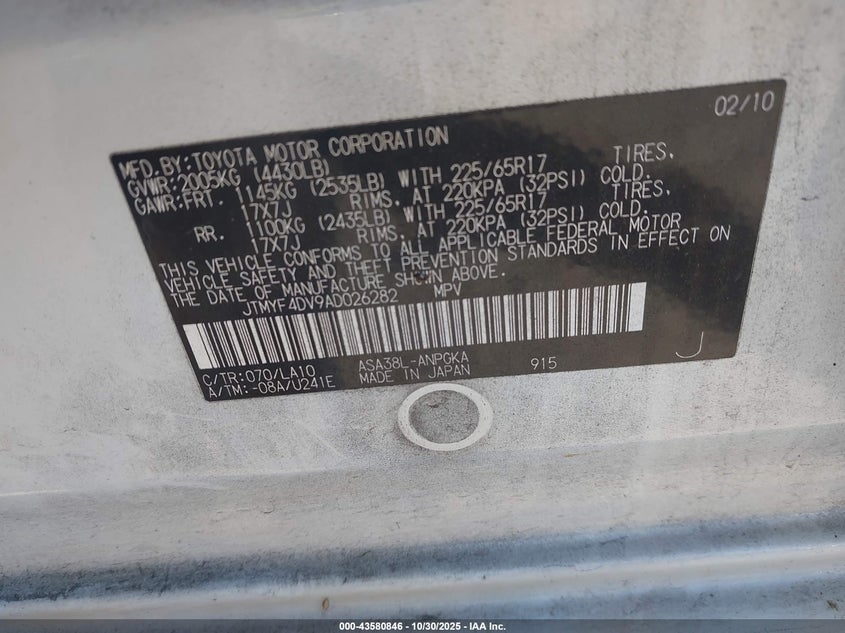 02/10
MFD.BY:TOYOTA MOTOR CORPORATION
GVWR:2005KG (4430LB)
GAWR:FRT. 1145KG (2535LB) WITH 225/65R17 TIRES,
17X7J RIMS, AT 220KPA (32PSI) COLD.
RR. 1100KG (2435LB) WITH 225/65R17 TIRES,
17X7J RIMS, AT 220KPA (32PSI) COLD.
THIS VEHICLE CONFORMS TO ALL APPLICABLE FEDERAL MOTOR
VEHICLE SAFETY AND THEFT PREVENTION STANDARDS IN EFFECT ON
THE DATE OF MANUFACTURE SHOWN ABOVE.
JTMYF4DV9AD026282 MPV
C/TR:070/LA10 ASA38L-ANPGKA 915 J
A/TM:-08A/U241E MADE IN JAPAN
000-43580846 - 10/30/2025 - IAA Inc.